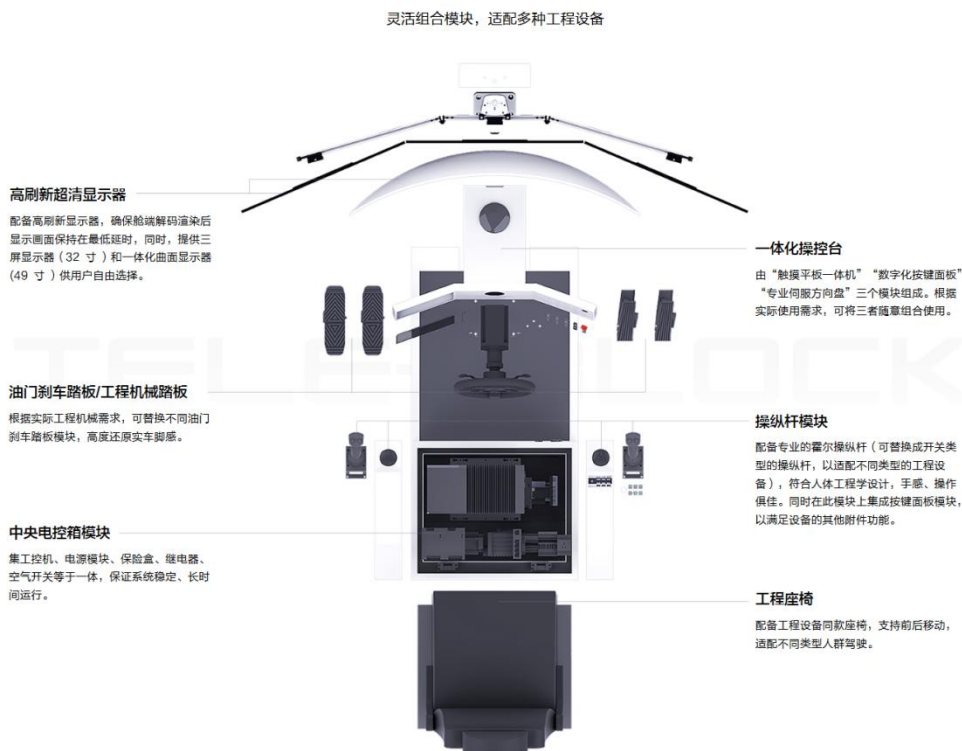 灵活组合模块，适配多种工程设备
高刷新超清显示器
配备高刷新显示器，确保舱端解码渲染后
显示画面保持在最低延时，同时，提供三
屏显示器（32 寸 ）和一体化曲面显示器
(49 寸 ）供用户自由选择。
一体化操控台
由“触摸平板一体机”“数字化按键面板”
“专业伺服方向盘”三个模块组成。根据
实际使用需求，可将三者随意组合使用。
油门刹车踏板/工程机械踏板
根据实际工程机械需求，可替换不同油门
刹车踏板模块，高度还原实车脚感。
操纵杆模块
配备专业的霍尔操纵杆（可替换成开关类
型的操纵杆，以适配不同类型的工程设
备），符合人体工程学设计，手感、操作
俱佳。同时在此模块上集成按键面板模块，
以满足设备的其他附件功能。
中央电控箱模块
集工控机、电源模块、保险盒、继电器、
空气开关等于一体，保证系统稳定、长时
间运行。
工程座椅
配备工程设备同款座椅，支持前后移动，
适配不同类型人群驾驶。